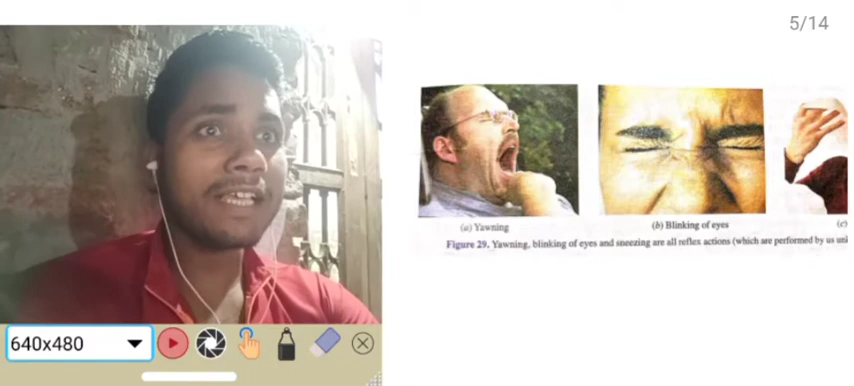 5/14
(a) Yawning
(b) Blinking of eyes
(c)
Figure 29. Yawning, blinking of eyes and sneezing are all reflex actions (which are performed by us
640x480